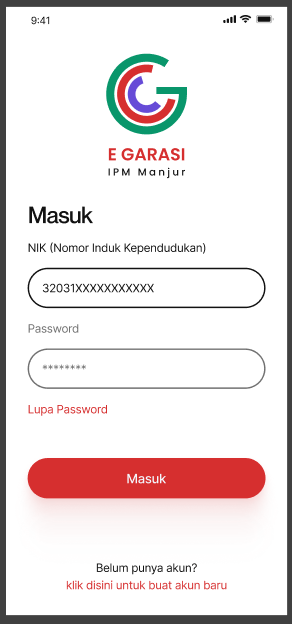 9:41
E GARASI
IPM Manjur
Masuk
NIK (Nomor Induk Kependudukan)
32031XXXXXXXXXXX
Password
********
Lupa Password
Masuk
Belum punya akun?
klik disini untuk buat akun baru